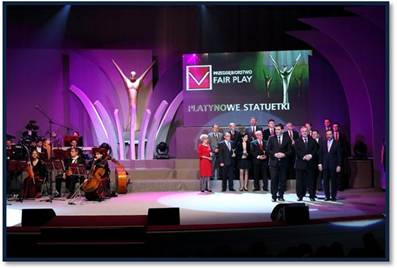 PRZEDSIĘBIORSTWO
FAIR PLAY
PLATYNOWE STATUETKI